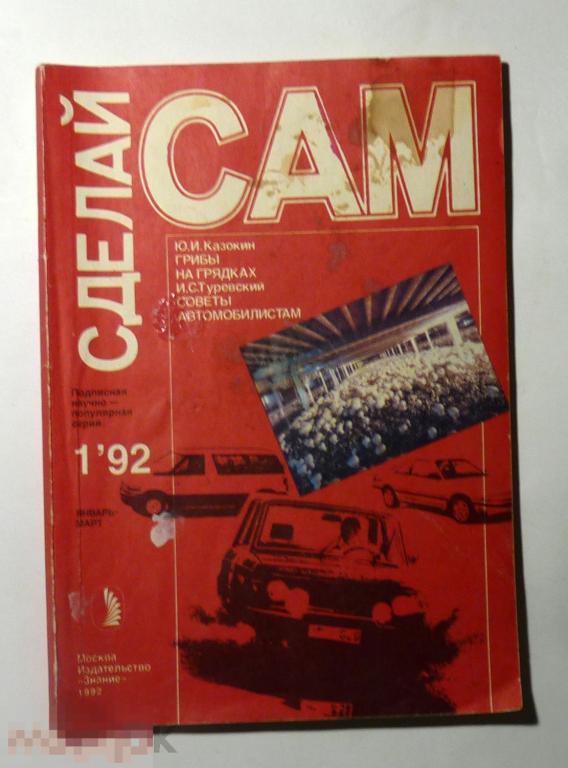 СДЕЛАЙ
САМ
Ю.И.Казокин
ГРИБЫ
НА ГРЯДКАХ
И.С.Туревский
СОВЕТЫ
АВТОМОБИЛИСТАМ
Подписная
научно-
популярная
серия
1'92
ЯНВАРЬ-
МАРТ
Москва
Издательство
«Знание»
1992